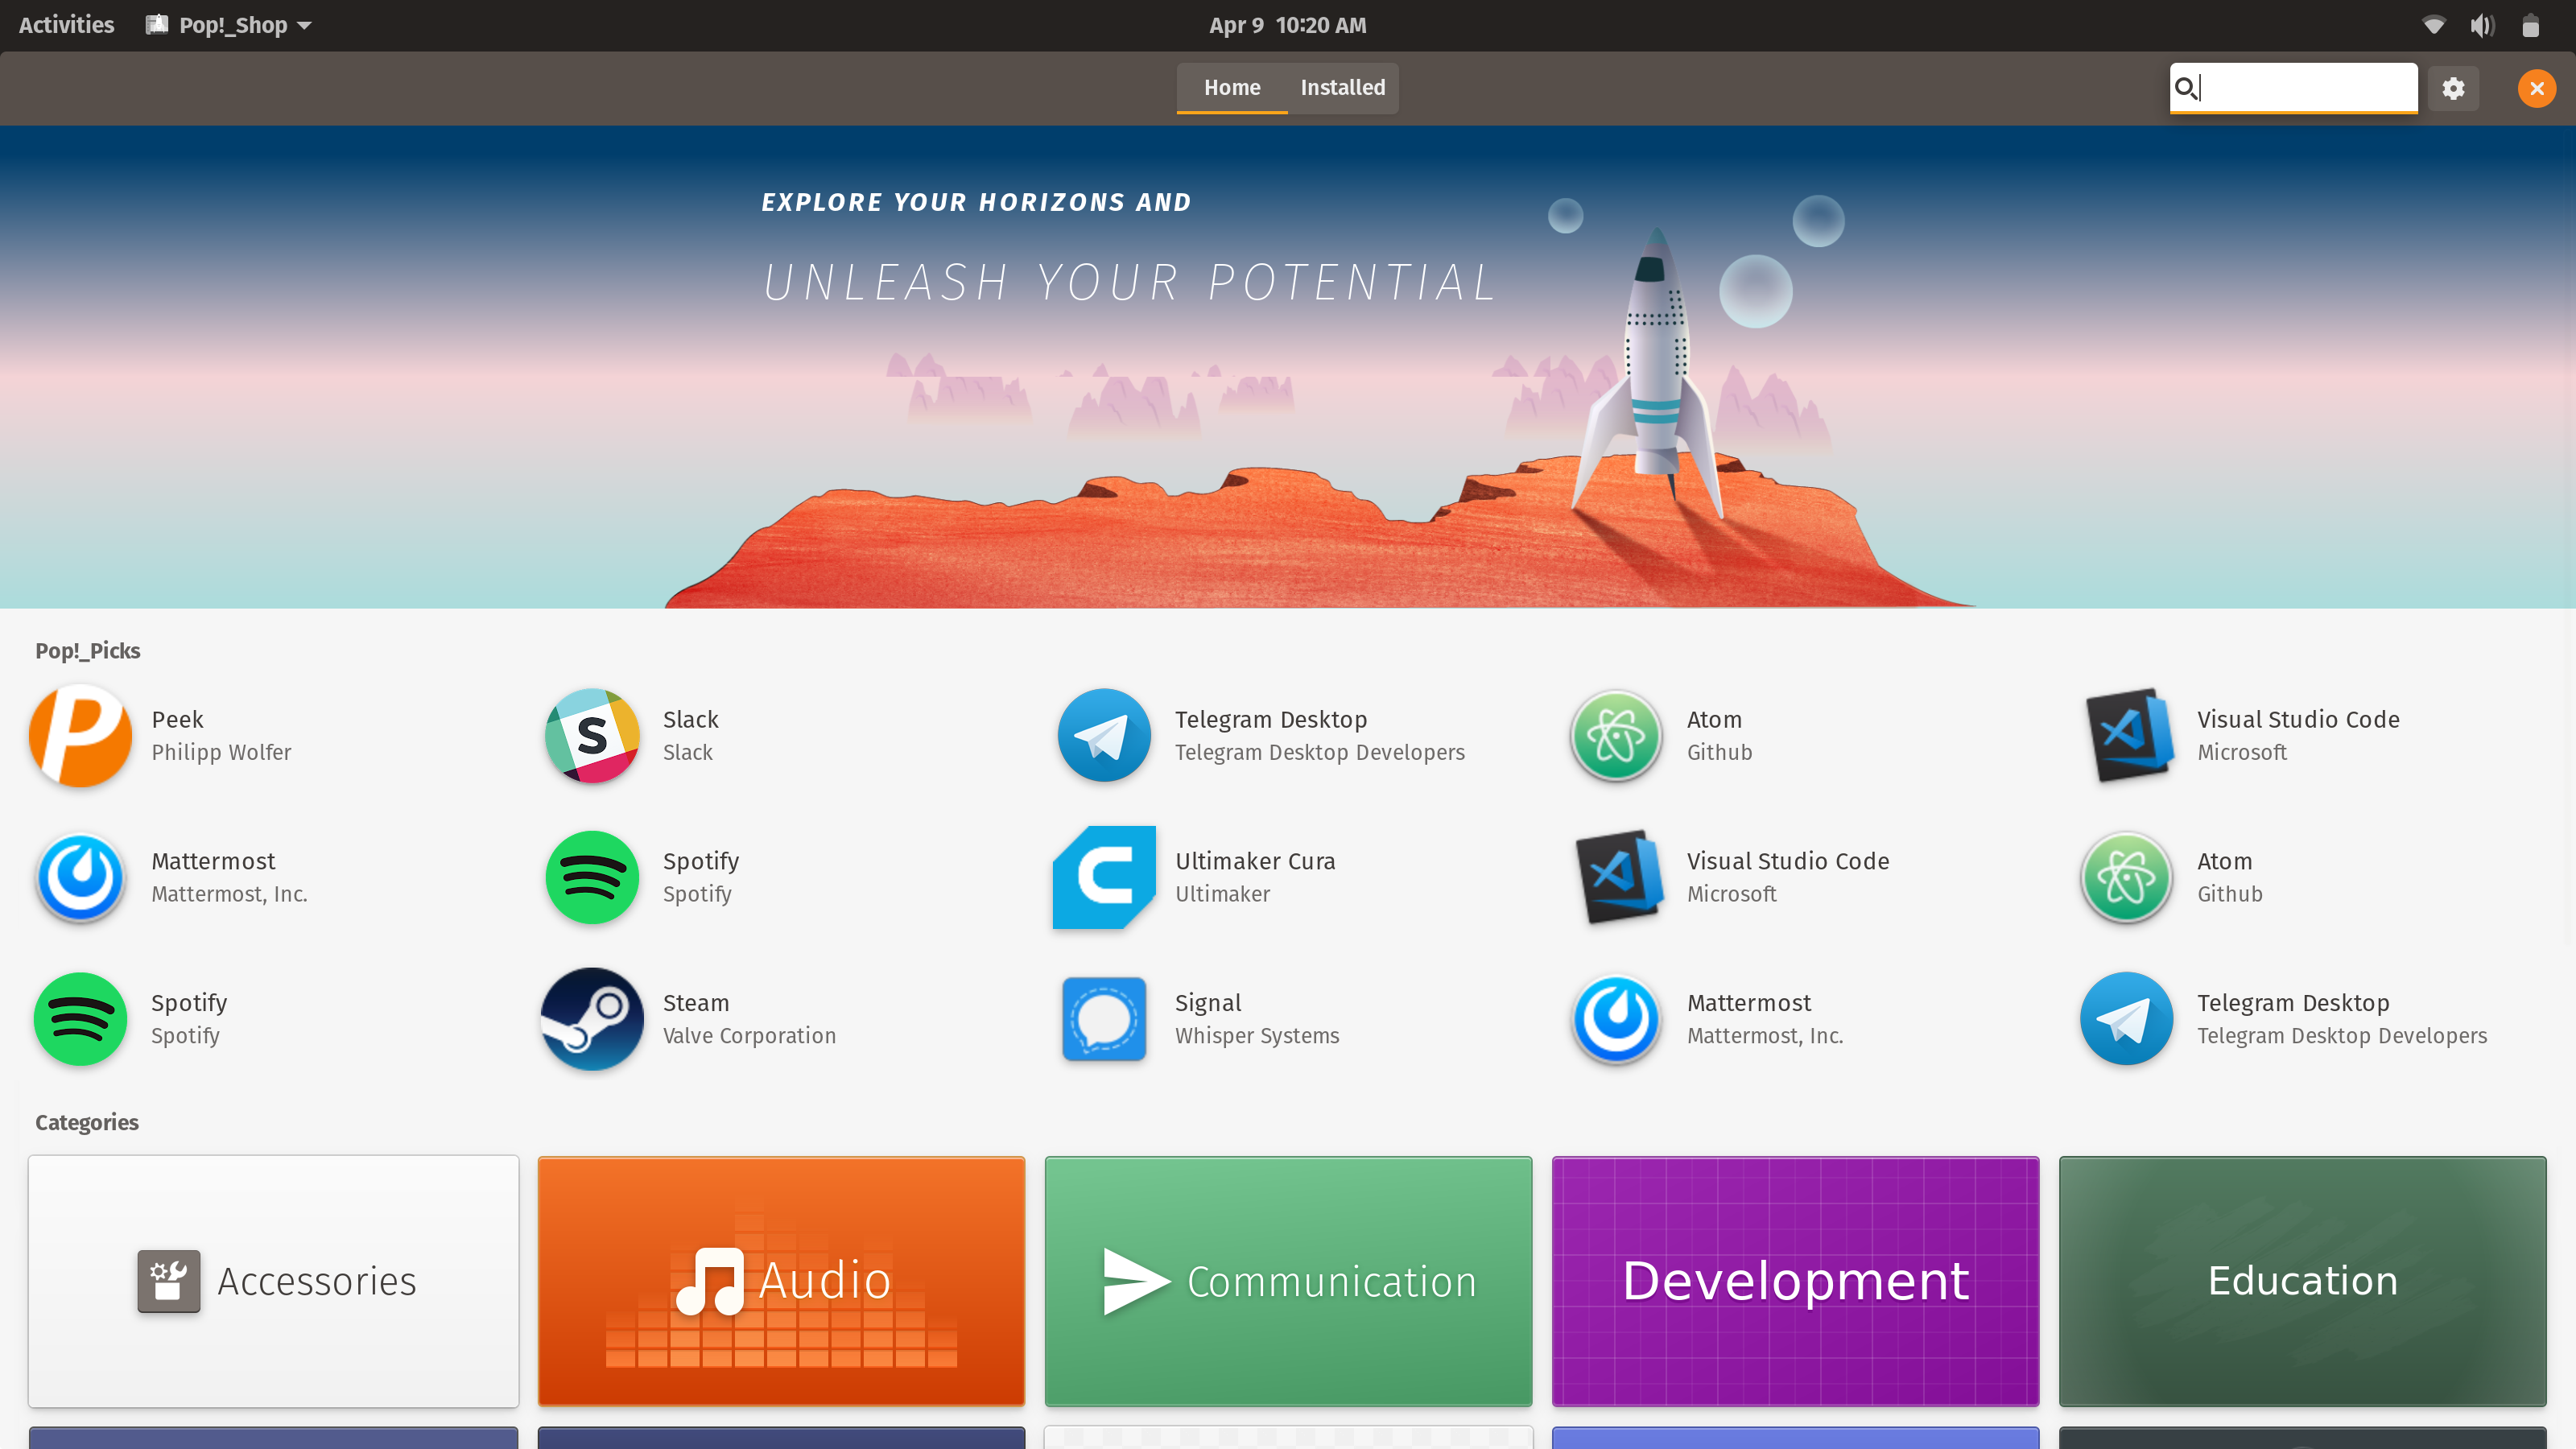 Activities Pop!_Shop Apr 9 10:20 AM
Home Installed
EXPLORE YOUR HORIZONS AND
UNLEASH YOUR POTENTIAL
Pop!_Picks
Peek
Philipp Wolfer
Slack
Slack
Telegram Desktop
Telegram Desktop Developers
Atom
Github
Visual Studio Code
Microsoft
Mattermost
Mattermost, Inc.
Spotify
Spotify
Ultimaker Cura
Ultimaker
Visual Studio Code
Microsoft
Atom
Github
Spotify
Spotify
Steam
Valve Corporation
Signal
Whisper Systems
Mattermost
Mattermost, Inc.
Telegram Desktop
Telegram Desktop Developers
Categories
Accessories
Audio
Communication
Development
Education